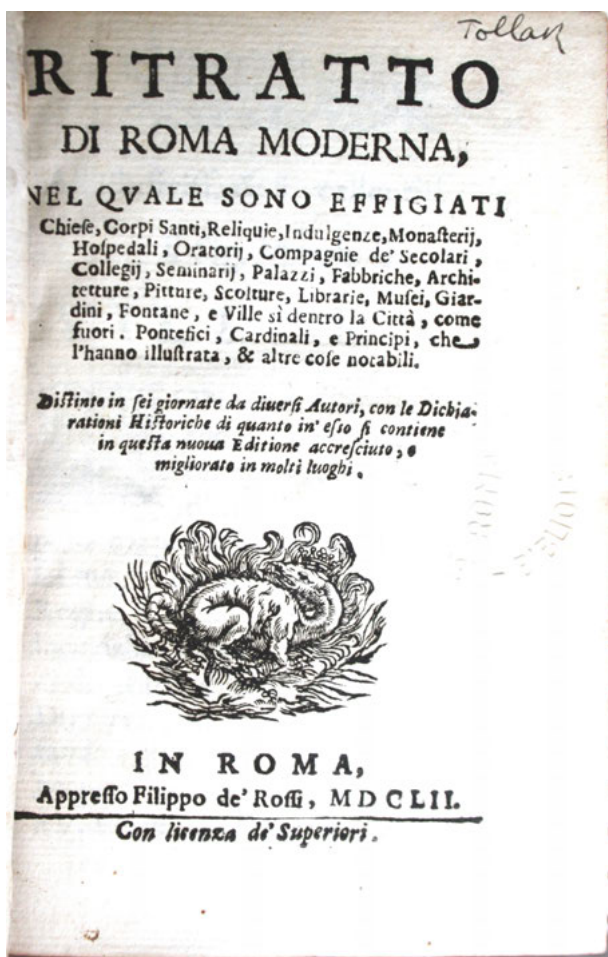 Tollan
RITRATTO
DI ROMA MODERNA,
NEL QVALE SONO EFFIGIATI
Chieſe, Corpi Santi, Reliquie, Indulgenze, Monaſterij,
Hoſpedali, Oratorij, Compagnie de' Secolari,
Collegij, Seminarij, Palazzi, Fabbriche, Archi-
tetture, Pitture, Scolture, Librarie, Muſei, Giar-
dini, Fontane, e Ville sì dentro la Città, come
fuori. Pontefici, Cardinali, e Principi, che
l'hanno illuſtrata, & altre coſe notabili.
Diſtinto in ſei giornate da diuerſi Autori, con le Dichia-
rationi Hiſtoriche di quanto in' eſſo ſi contiene
in queſta nuoua Editione accreſciuto, e
migliorato in molti luoghi.
IN ROMA,
Appreſſo Filippo de' Roſſi, MDCLII.
Con licenza de' Superiori.